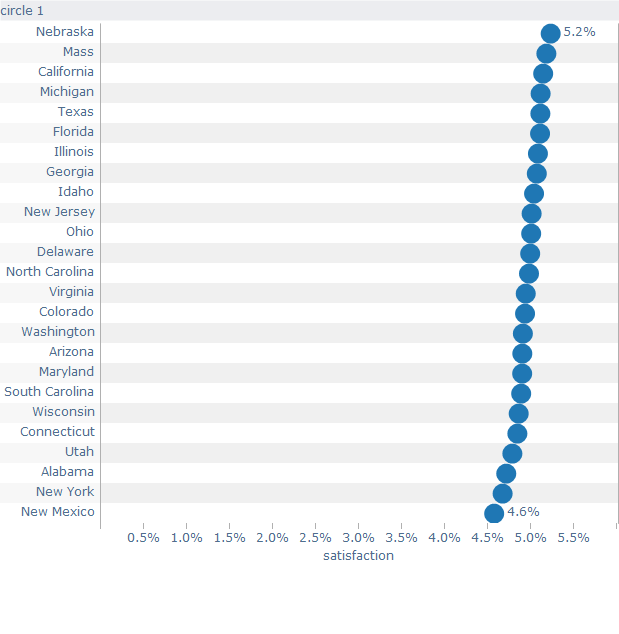 circle 1
Nebraska 5.2%
Mass
California
Michigan
Texas
Florida
Illinois
Georgia
Idaho
New Jersey
Ohio
Delaware
North Carolina
Virginia
Colorado
Washington
Arizona
Maryland
South Carolina
Wisconsin
Connecticut
Utah
Alabama
New York
New Mexico 4.6%
0.5% 1.0% 1.5% 2.0% 2.5% 3.0% 3.5% 4.0% 4.5% 5.0% 5.5%
satisfaction